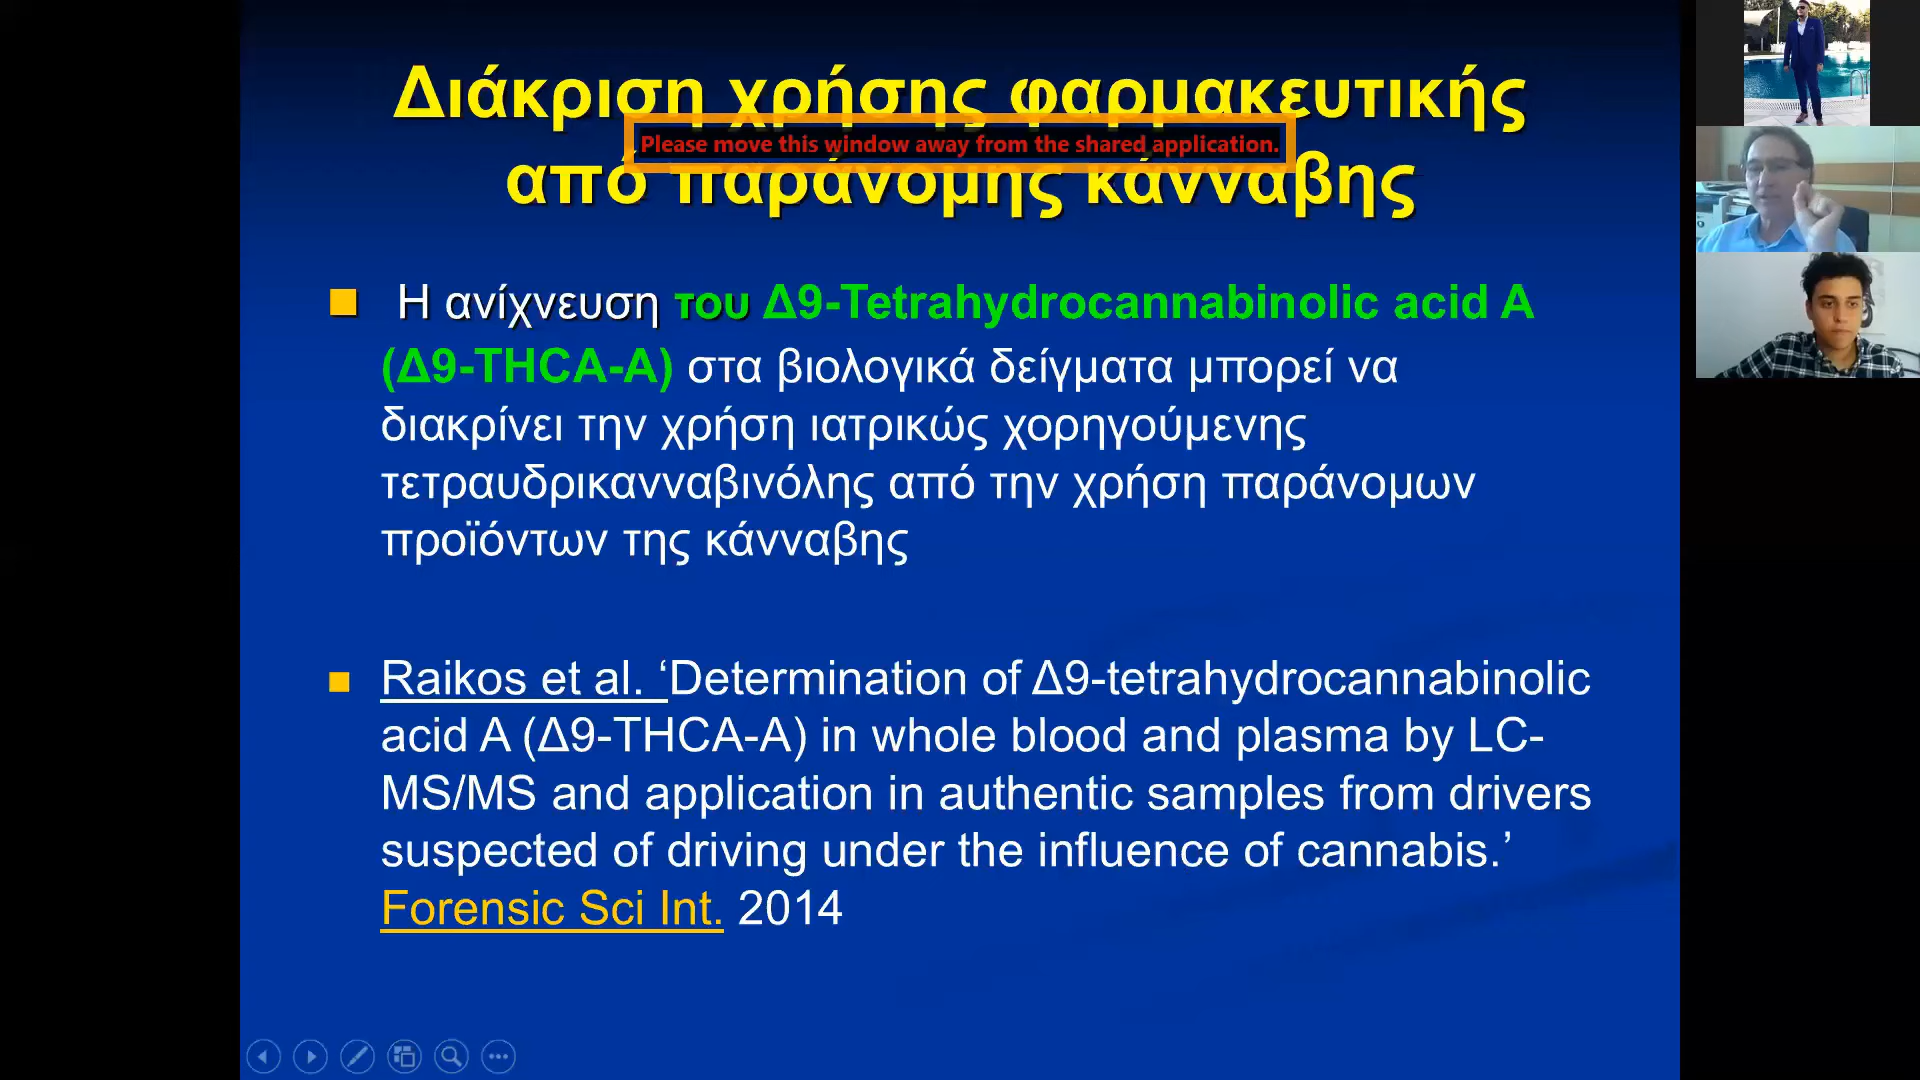 Διάκριση χρήσης φαρμακευτικής
Please move this window away from the shared application.
από παράνομης κάνναβης
Η ανίχνευση του Δ9-Tetrahydrocannabinolic acid A
(Δ9-THCA-A) στα βιολογικά δείγματα μπορεί να
διακρίνει την χρήση ιατρικώς χορηγούμενης
τετραυδρικανναβινόλης από την χρήση παράνομων
προϊόντων της κάνναβης
Raikos et al. ‘Determination of Δ9-tetrahydrocannabinolic
acid A (Δ9-THCA-A) in whole blood and plasma by LC-
MS/MS and application in authentic samples from drivers
suspected of driving under the influence of cannabis.’
Forensic Sci Int. 2014